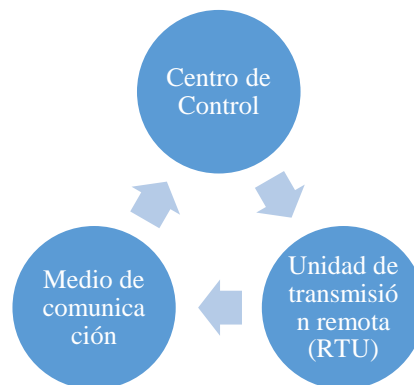 Centro de
Control
Unidad de
transmisió
n remota
(RTU)
Medio de
comunica
ción